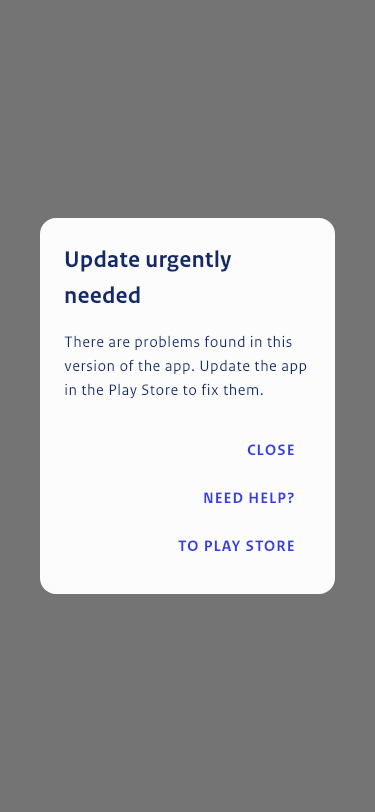 Update urgently
needed
There are problems found in this
version of the app. Update the app
in the Play Store to fix them.
CLOSE
NEED HELP?
TO PLAY STORE